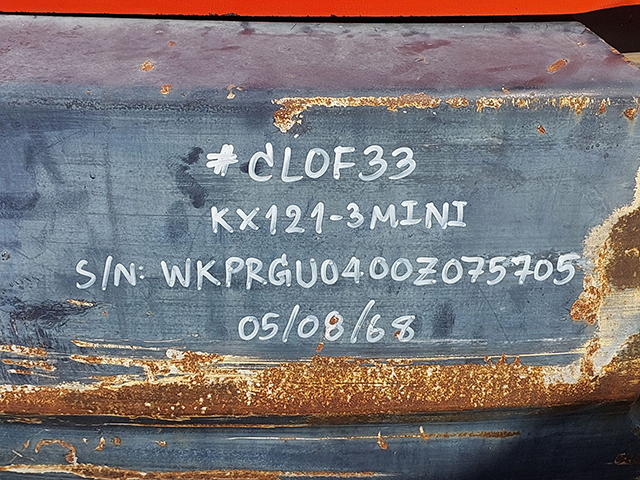 #CLOF33
KX121-3MINI
S/N: WKPRGU0400Z075705
05/08/68